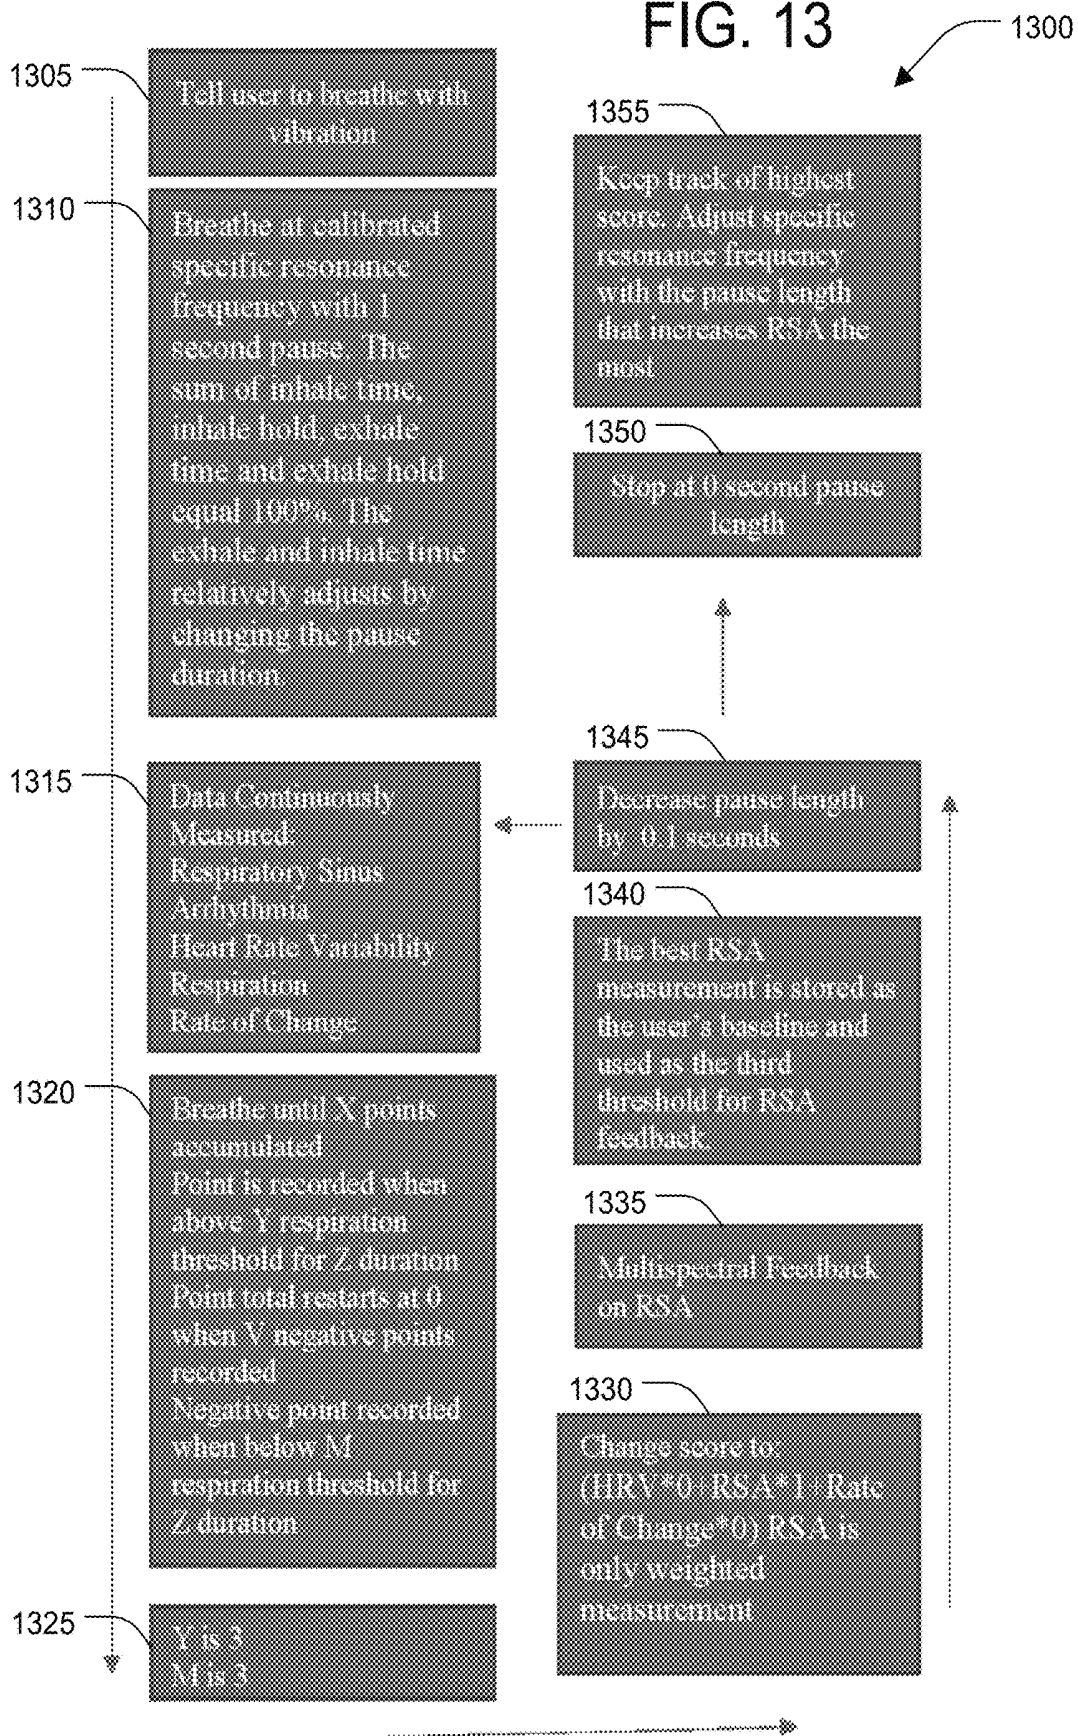 FIG. 13
1300
1305
Tell user to breathe with
vibration
1310
Breathe at calibrated
specific resonance
frequency with 1
second pause. The
sum of inhale time,
inhale hold, exhale
time and exhale hold
equal 100%. The
exhale and inhale time
relatively adjusts by
changing the pause
duration.
1315
Data Continuously
Measured:
Respiratory Sinus
Arrhythmia
Heart Rate Variability
Respiration
Rate of Change
1320
Breathe until X points
accumulated
Point is recorded when
above Y respiration
threshold for Z duration
Point total restarts at 0
when V negative points
recorded
Negative point recorded
when below M
respiration threshold for
Z duration
1325
Y is 3
M is 3
1330
Change score to:
(HRV*0+RSA*1+Rate
of Change*0) RSA is
only weighted
measurement
1335
Multispectral Feedback
on RSA
1340
The best RSA
measurement is stored as
the user's baseline and
used as the third
threshold for RSA
feedback.
1345
Decrease pause length
by 0.1 seconds
1350
Stop at 0 second pause
length
1355
Keep track of highest
score. Adjust specific
resonance frequency
with the pause length
that increases RSA the
most